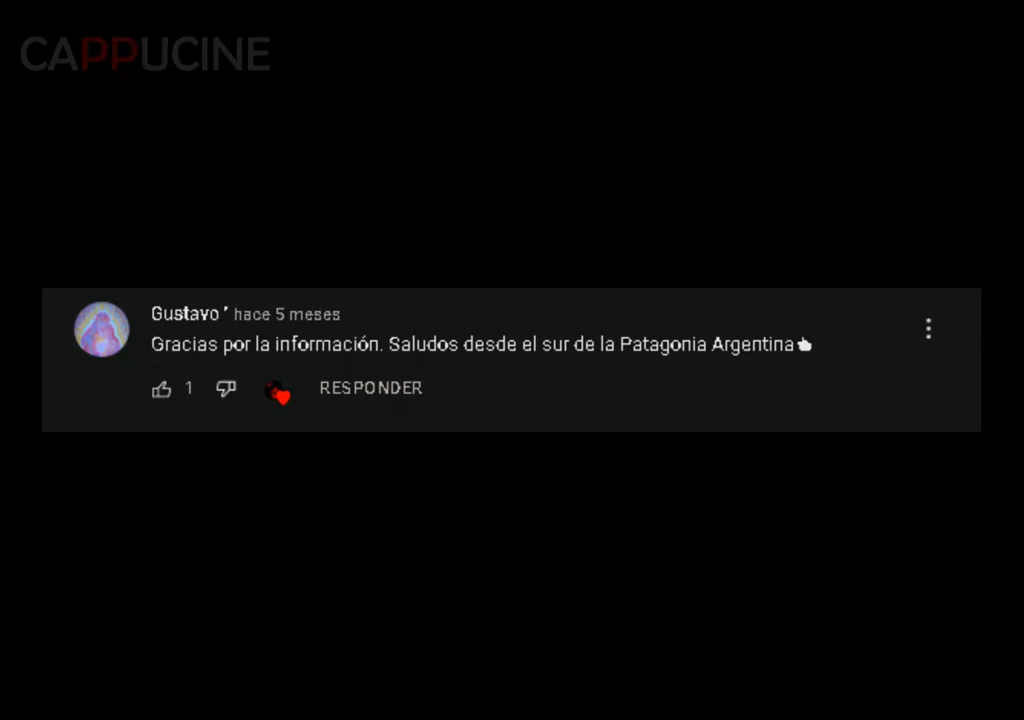 CAPPUCINE
Gustavo ' hace 5 meses
Gracias por la información. Saludos desde el sur de la Patagonia Argentina
1 RESPONDER